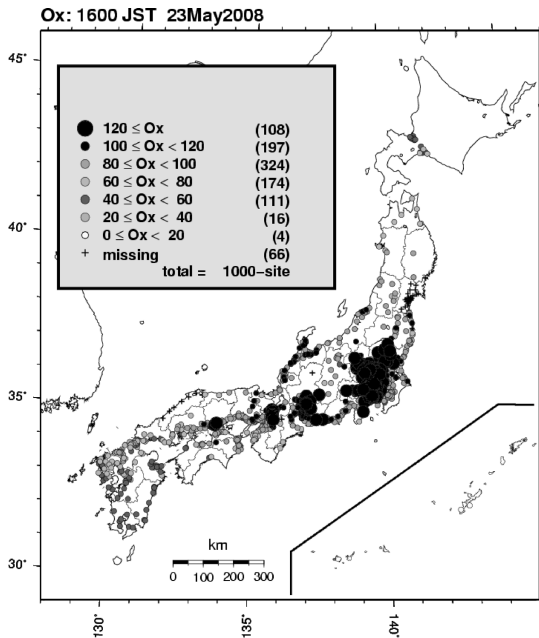 Ox: 1600 JST 23May2008
45°
120 ≤ Ox (108)
100 ≤ Ox < 120 (197)
80 ≤ Ox < 100 (324)
60 ≤ Ox < 80 (174)
40 ≤ Ox < 60 (111)
20 ≤ Ox < 40 (16)
0 ≤ Ox < 20 (4)
missing (66)
total = 1000−site
40°
35°
30°
km
0 100 200 300
130° 135° 140°